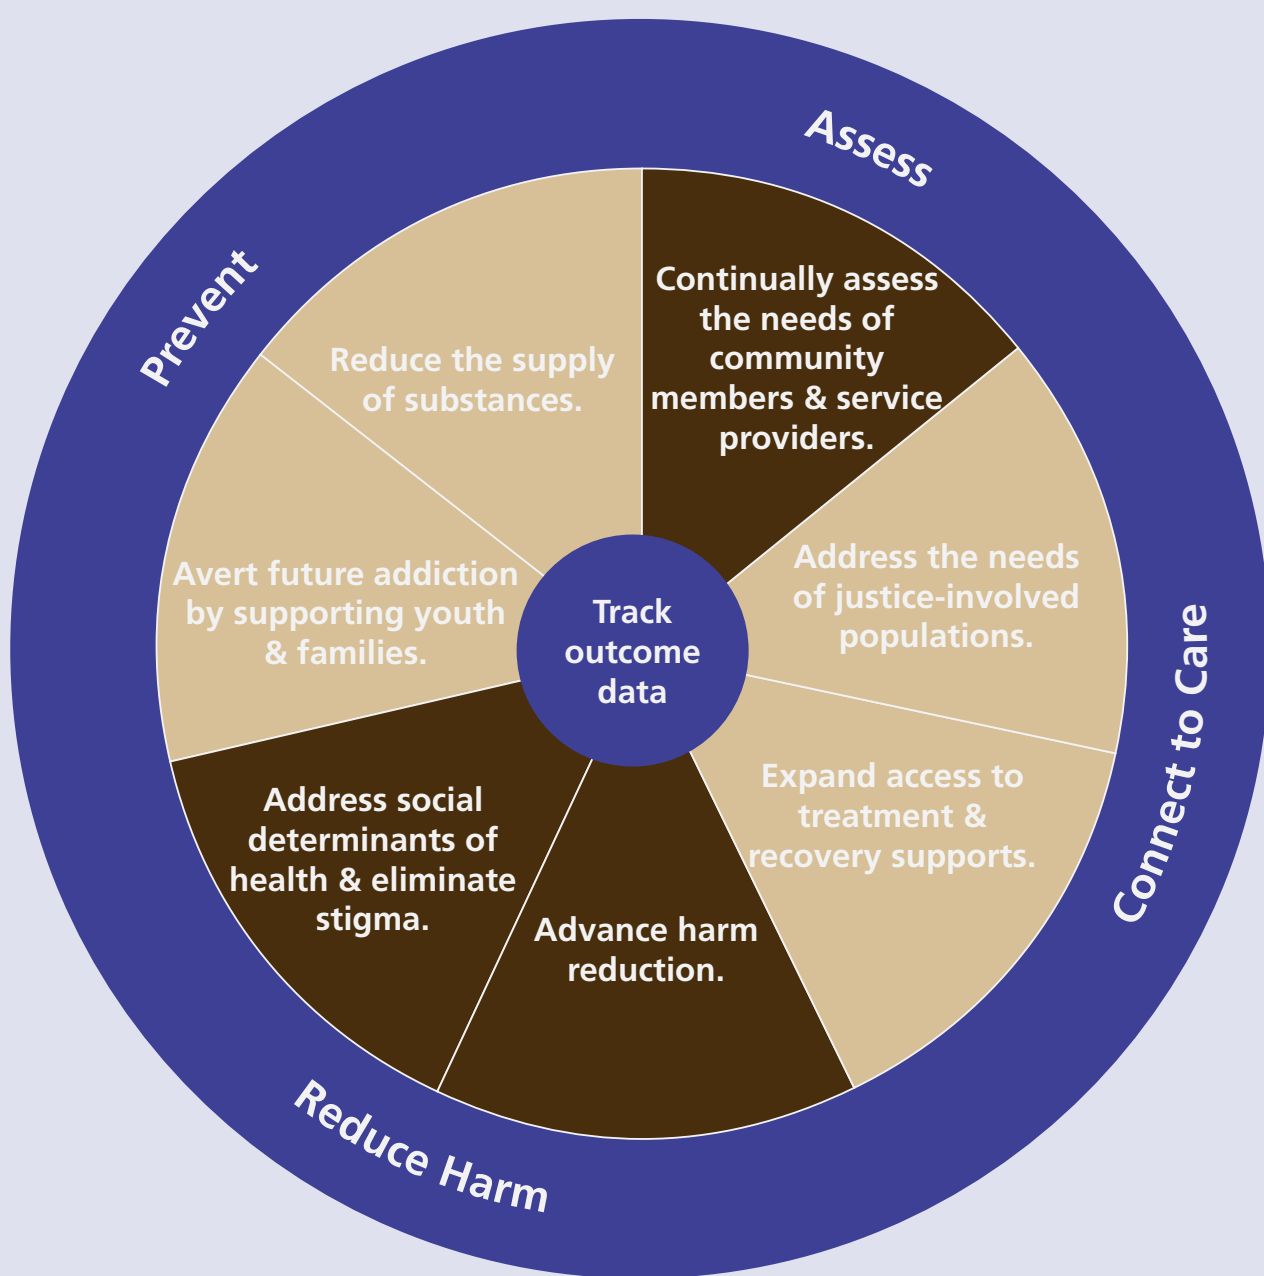 Assess
Continually assess
the needs of
community
members & service
providers.
Connect to Care
Address the needs
of justice-involved
populations.
Expand access to
treatment &
recovery supports.
Reduce Harm
Advance harm
reduction.
Address social
determinants of
health & eliminate
stigma.
Prevent
Avert future addiction
by supporting youth
& families.
Reduce the supply
of substances.
Track
outcome
data